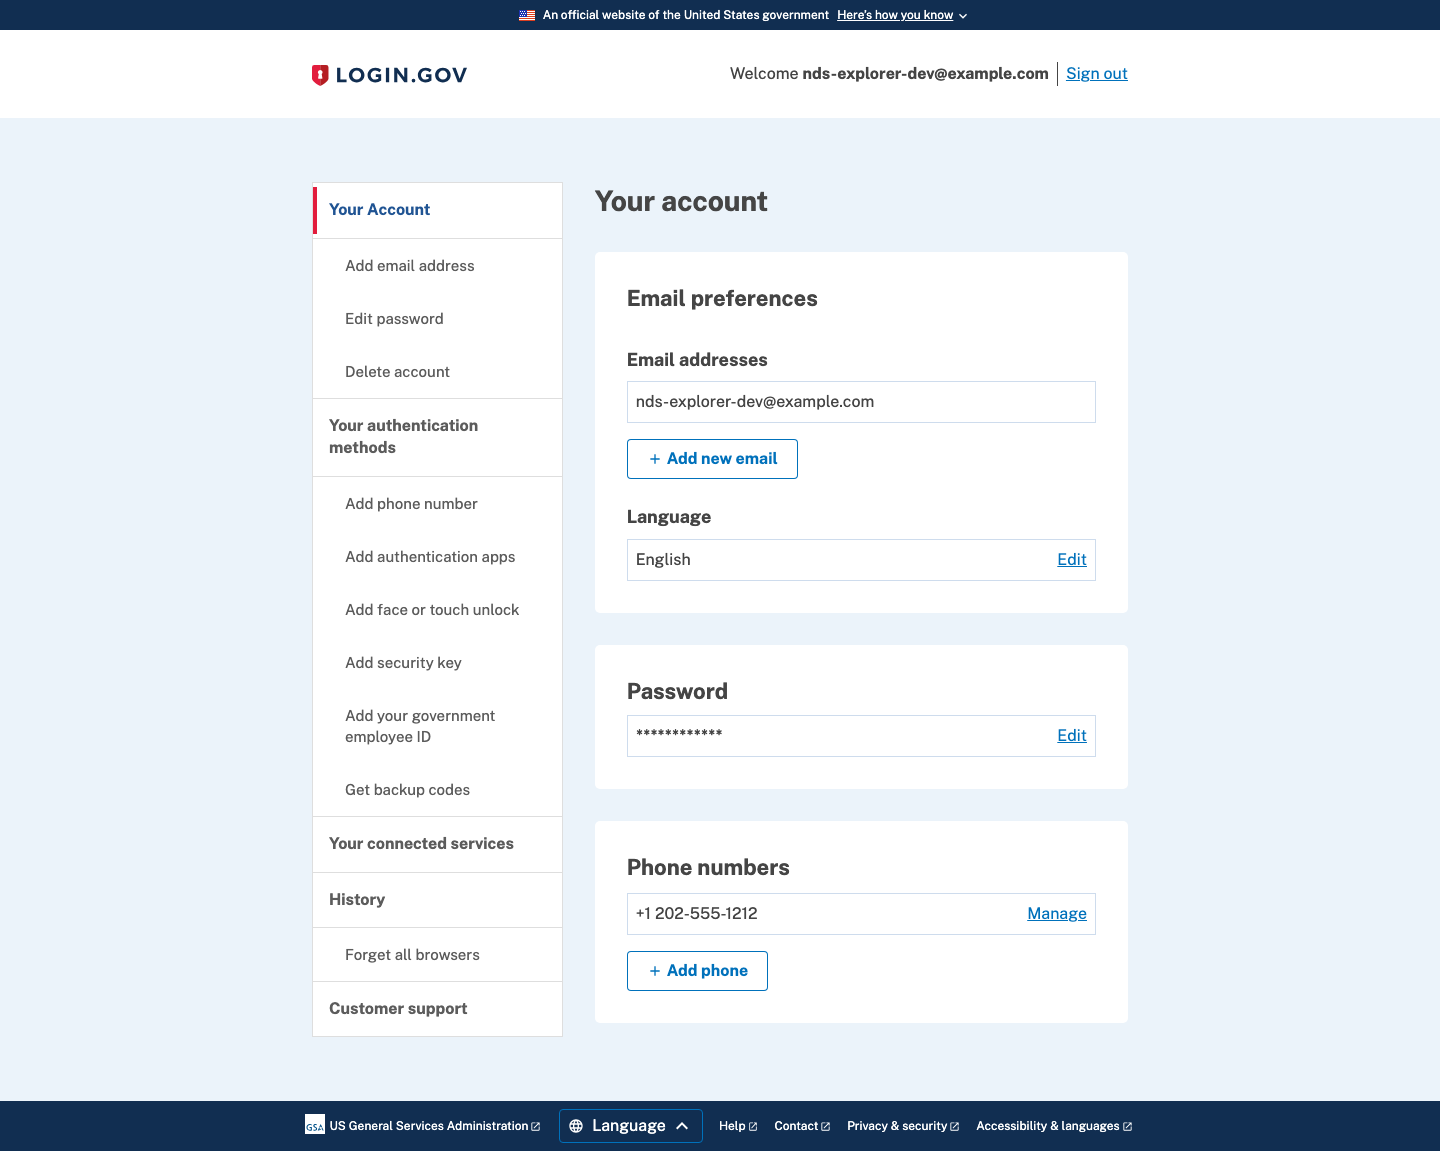 An official website of the United States government Here's how you know
LOGIN.GOV
Welcome nds-explorer-dev@example.com
Sign out
Your Account
Add email address
Edit password
Delete account
Your authentication
methods
Add phone number
Add authentication apps
Add face or touch unlock
Add security key
Add your government
employee ID
Get backup codes
Your connected services
History
Forget all browsers
Customer support
Your account
Email preferences
Email addresses
nds-explorer-dev@example.com
+ Add new email
Language
English Edit
Password
************ Edit
Phone numbers
+1 202-555-1212 Manage
+ Add phone
GSA US General Services Administration Language Help Contact Privacy & security Accessibility & languages